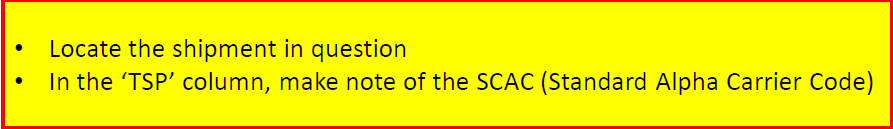 • Locate the shipment in question
• In the ‘TSP’ column, make note of the SCAC (Standard Alpha Carrier Code)